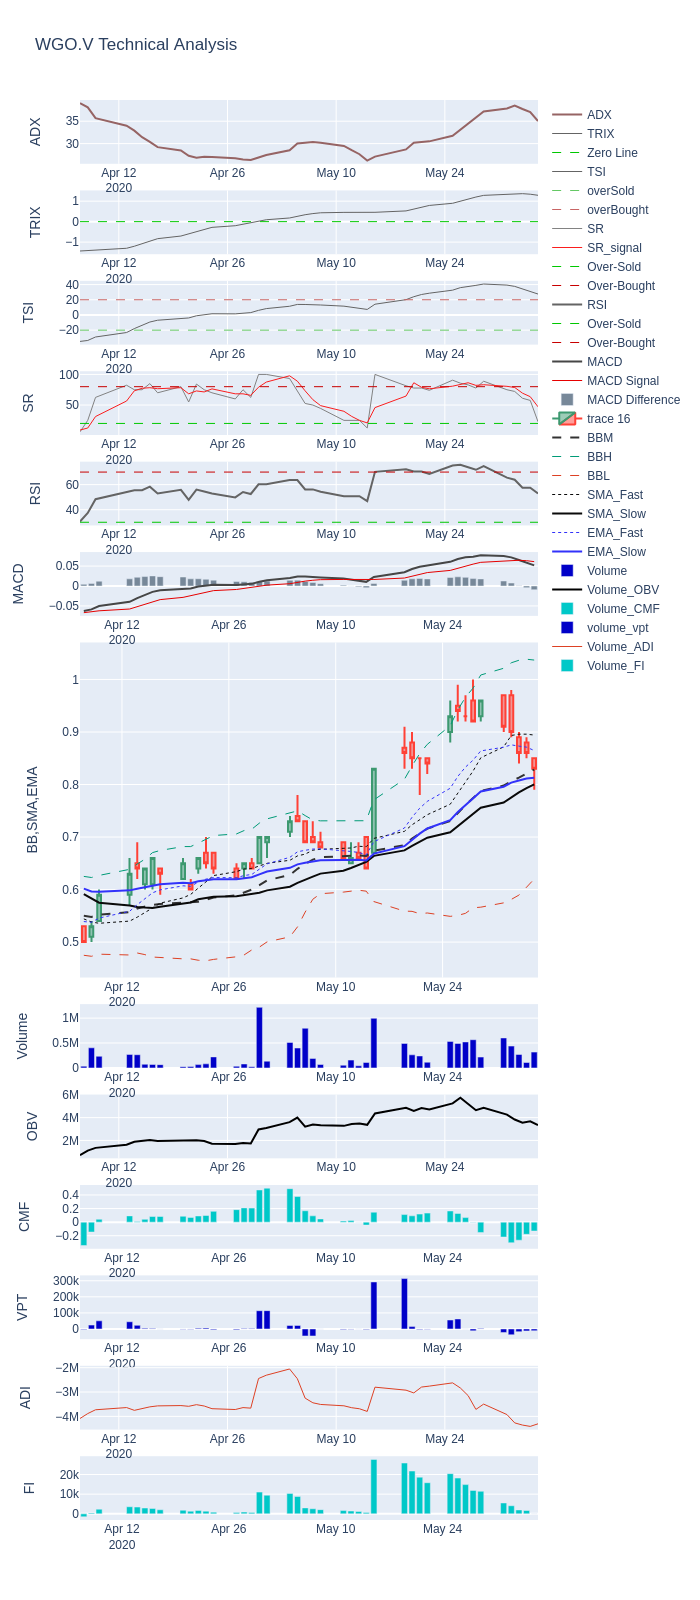 WGO.V Technical Analysis
ADX
35
30
Apr 12
2020
Apr 26
May 10
May 24
TRIX
1
0
−1
Apr 12
2020
Apr 26
May 10
May 24
TSI
40
20
0
−20
Apr 12
2020
Apr 26
May 10
May 24
SR
100
50
Apr 12
2020
Apr 26
May 10
May 24
RSI
60
40
Apr 12
2020
Apr 26
May 10
May 24
MACD
0.05
0
−0.05
Apr 12
2020
Apr 26
May 10
May 24
BB,SMA,EMA
1
0.9
0.8
0.7
0.6
0.5
Apr 12
2020
Apr 26
May 10
May 24
Volume
1M
0.5M
0
Apr 12
2020
Apr 26
May 10
May 24
OBV
6M
4M
2M
Apr 12
2020
Apr 26
May 10
May 24
CMF
0.4
0.2
0
−0.2
Apr 12
2020
Apr 26
May 10
May 24
VPT
300k
200k
100k
0
Apr 12
2020
Apr 26
May 10
May 24
ADI
−2M
−3M
−4M
Apr 12
2020
Apr 26
May 10
May 24
FI
20k
10k
0
Apr 12
2020
Apr 26
May 10
May 24
ADX
TRIX
Zero Line
TSI
overSold
overBought
SR
SR_signal
Over-Sold
Over-Bought
RSI
Over-Sold
Over-Bought
MACD
MACD Signal
MACD Difference
trace 16
BBM
BBH
BBL
SMA_Fast
SMA_Slow
EMA_Fast
EMA_Slow
Volume
Volume_OBV
Volume_CMF
volume_vpt
Volume_ADI
Volume_FI